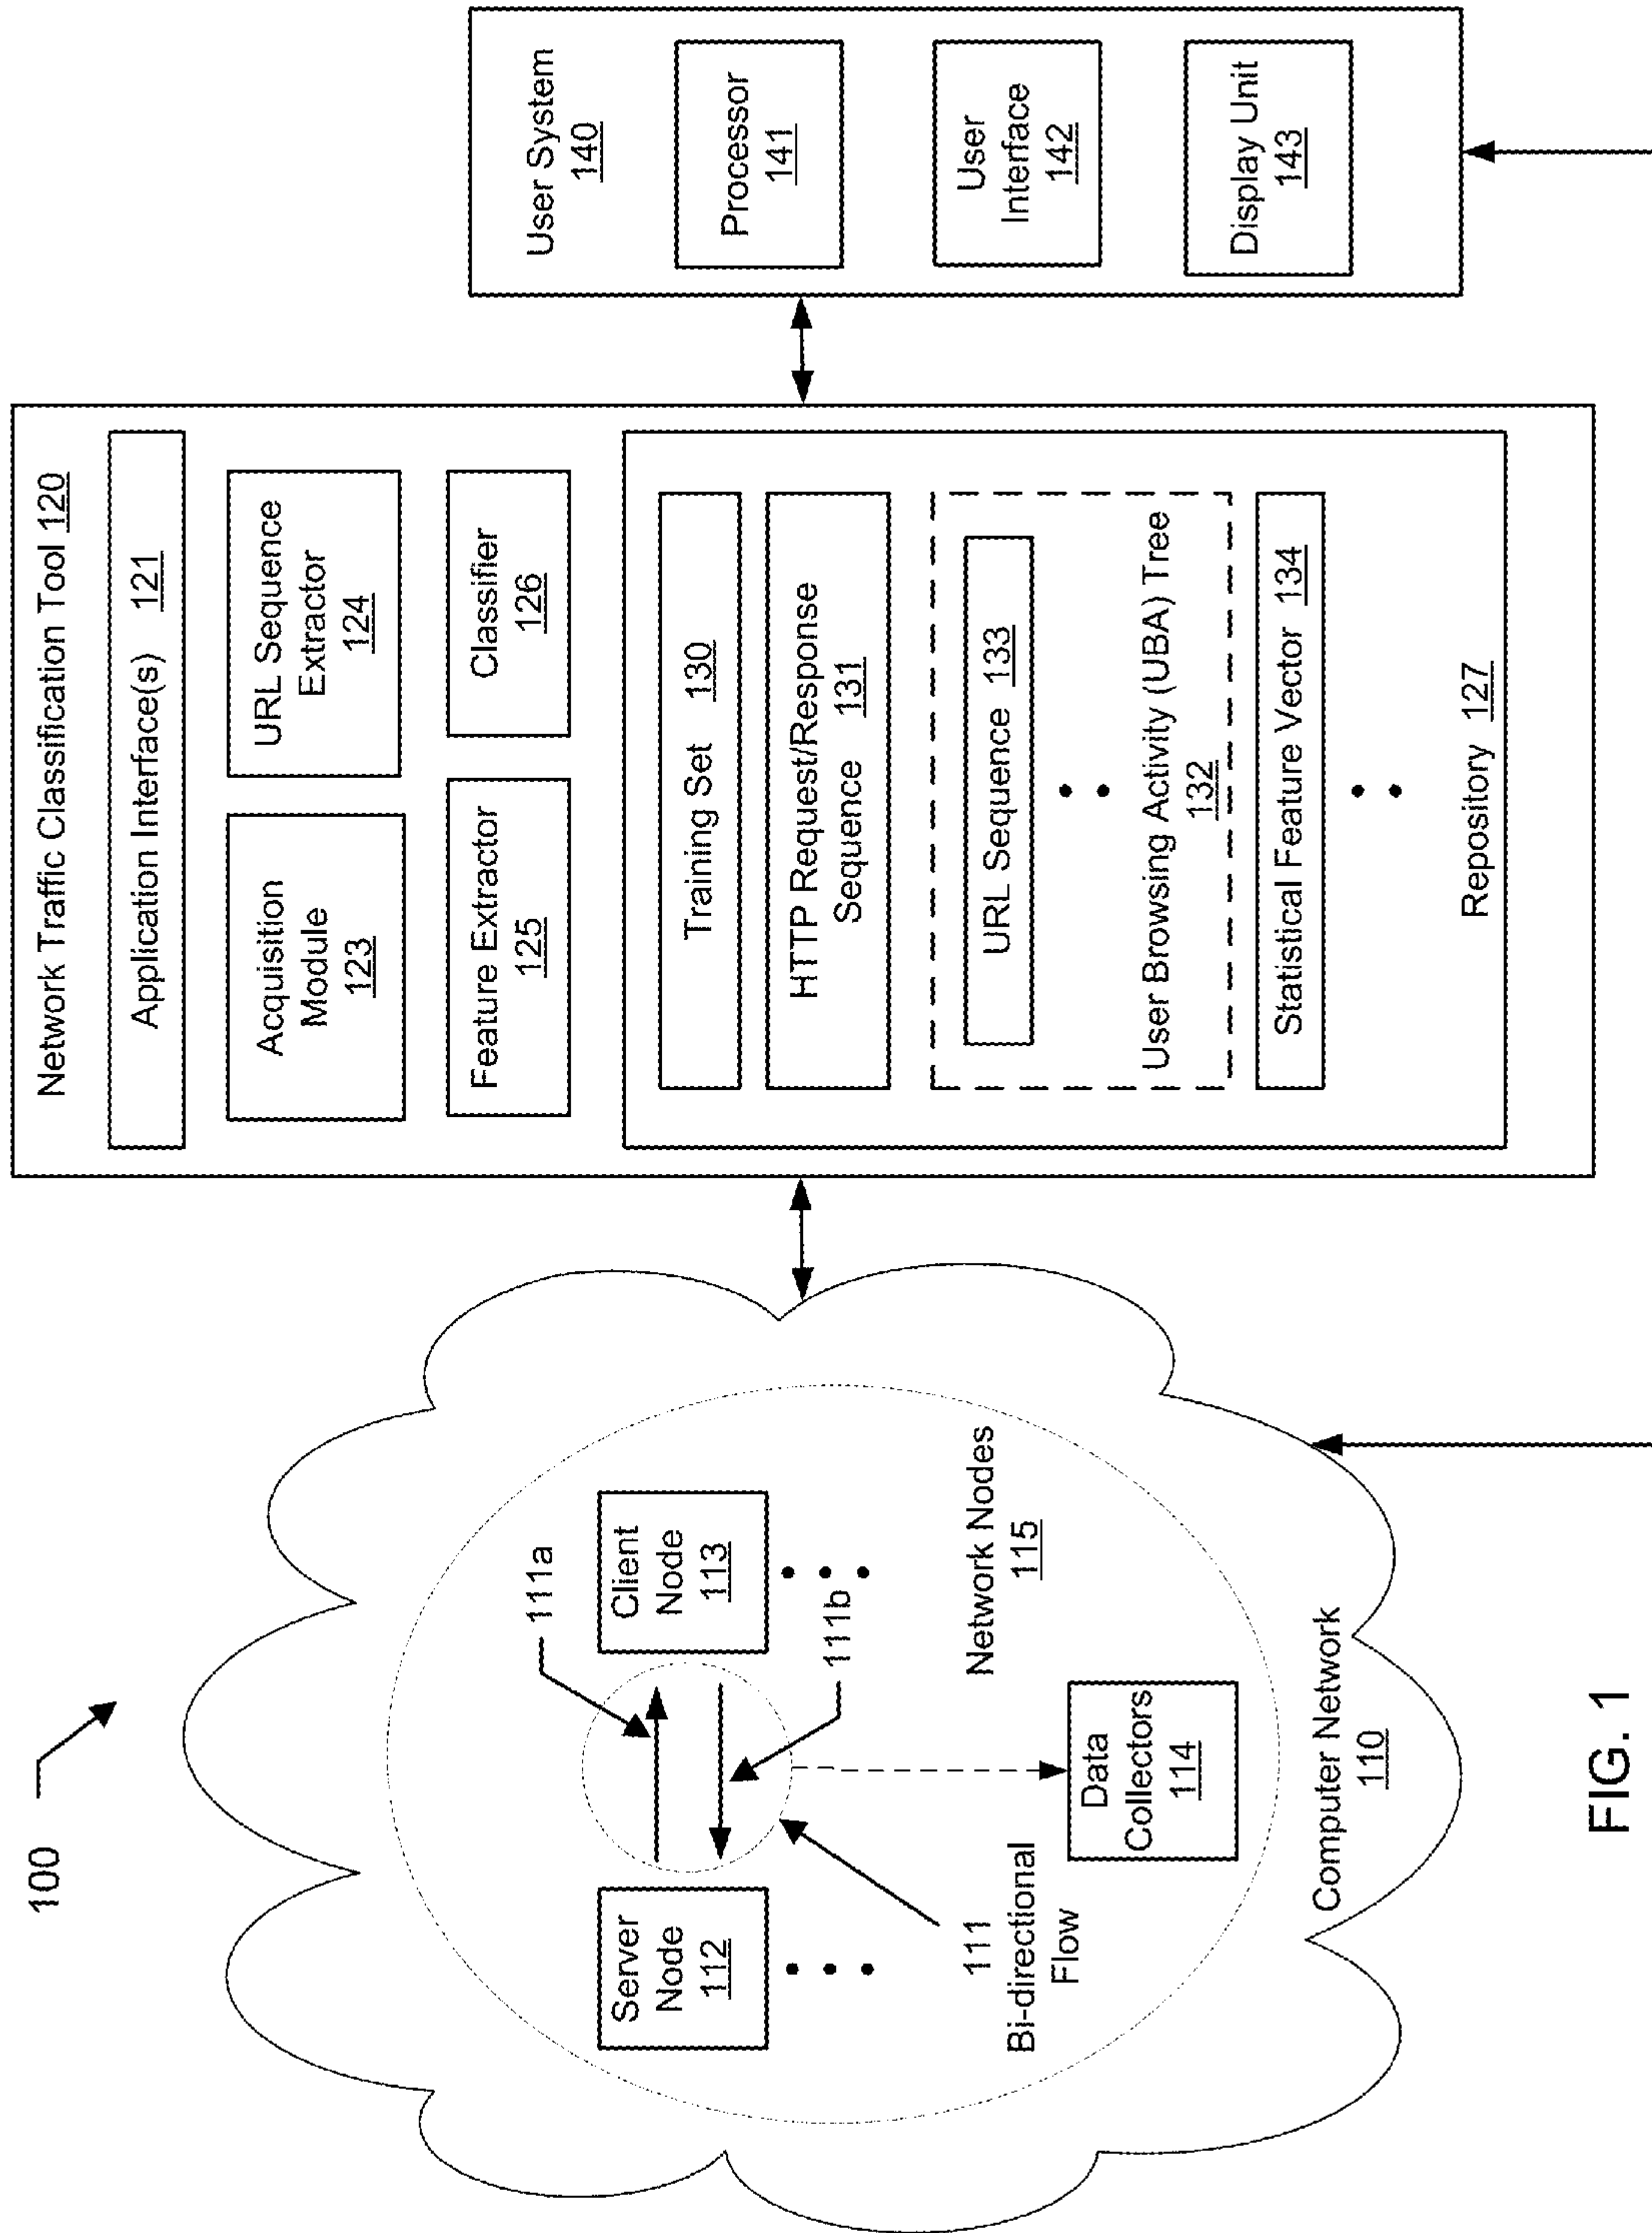 100
Server
Node
112
Client
Node
113
111a
111b
111
Bi-directional
Flow
Network Nodes
115
Data
Collectors
114
Computer Network
110
Network Traffic Classification Tool 120
Application Interface(s) 121
Acquisition
Module
123
URL Sequence
Extractor
124
Feature Extractor
125
Classifier
126
Training Set 130
HTTP Request/Response
Sequence 131
URL Sequence 133
User Browsing Activity (UBA) Tree
132
Statistical Feature Vector 134
Repository 127
User System
140
Processor
141
User
Interface
142
Display Unit
143
FIG. 1